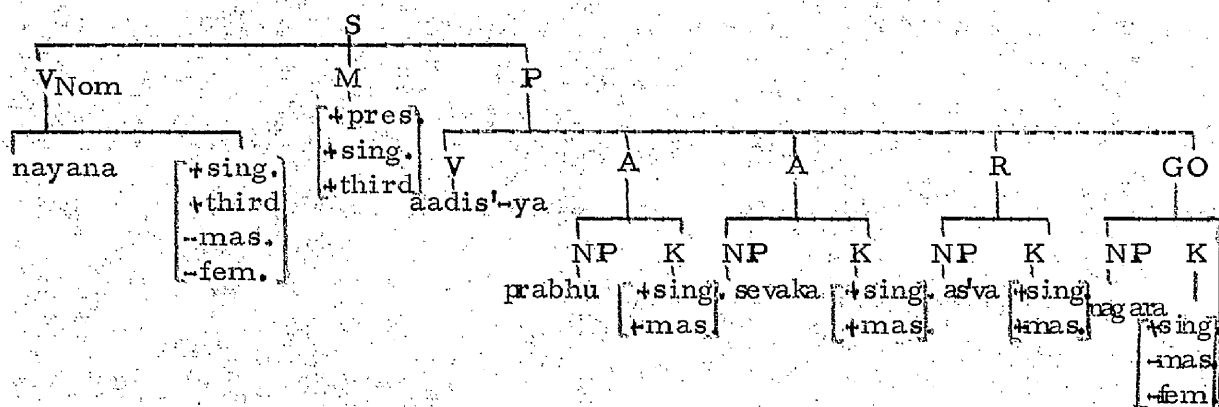 S
VNom M P
nayana [+sing. +third -mas. -fem.] [+pres. +sing. +third] V A A R GO
aadis'-ya
NP K NP K NP K NP K
prabhu [+sing. +mas.] sevaka [+sing. +mas.] as'va [+sing. +mas.] nagara [+sing -mas. -fem]